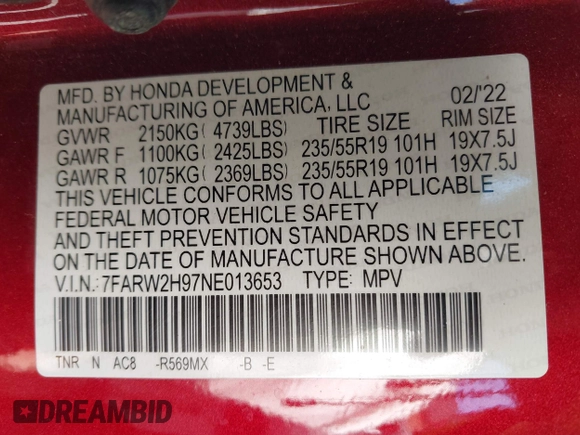 MFD. BY HONDA DEVELOPMENT &
MANUFACTURING OF AMERICA, LLC 02/'22
GVWR 2150KG( 4739LBS) TIRE SIZE RIM SIZE
GAWR F 1100KG( 2425LBS) 235/55R19 101H 19X7.5J
GAWR R 1075KG( 2369LBS) 235/55R19 101H 19X7.5J
THIS VEHICLE CONFORMS TO ALL APPLICABLE
FEDERAL MOTOR VEHICLE SAFETY
AND THEFT PREVENTION STANDARDS IN EFFECT
ON THE DATE OF MANUFACTURE SHOWN ABOVE.
V.I.N.:7FARW2H97NE013653 TYPE: MPV
TNR N AC8 -R569MX -B -E
DREAMBID